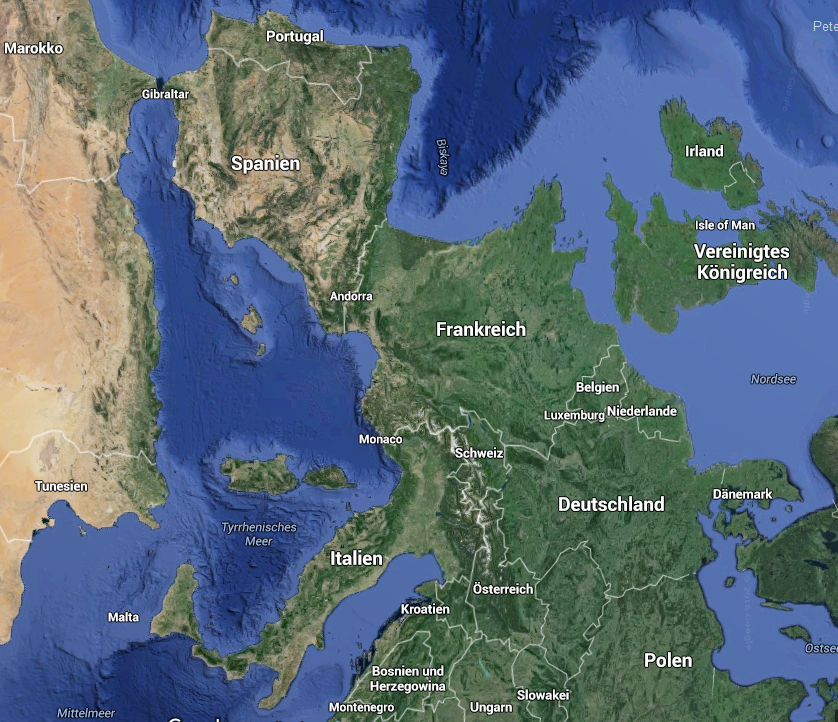 Portugal
Marokko
Gibraltar
Biskaya
Irland
Spanien
Isle of Man
Vereinigtes
Königreich
Andorra
Frankreich
Nordsee
Belgien
Luxemburg
Niederlande
Monaco
Schweiz
Tunesien
Dänemark
Deutschland
Tyrrhenisches
Meer
Italien
Österreich
Kroatien
Malta
Polen
Bosnien und
Herzegowina
Slowakei
Montenegro
Ungarn
Mittelmeer